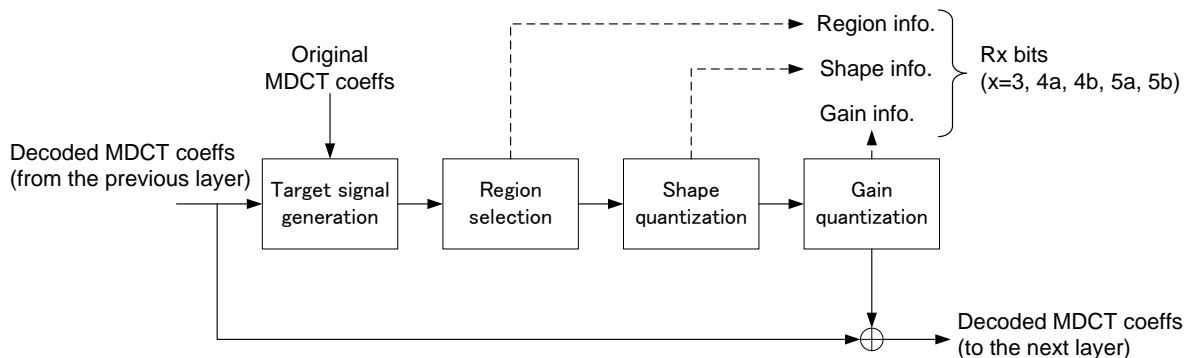 Original
MDCT coeffs
Region info.
Shape info.
Gain info.
Rx bits
(x=3, 4a, 4b, 5a, 5b)
Decoded MDCT coeffs
(from the previous layer)
Target signal
generation
Region
selection
Shape
quantization
Gain
quantization
Decoded MDCT coeffs
(to the next layer)